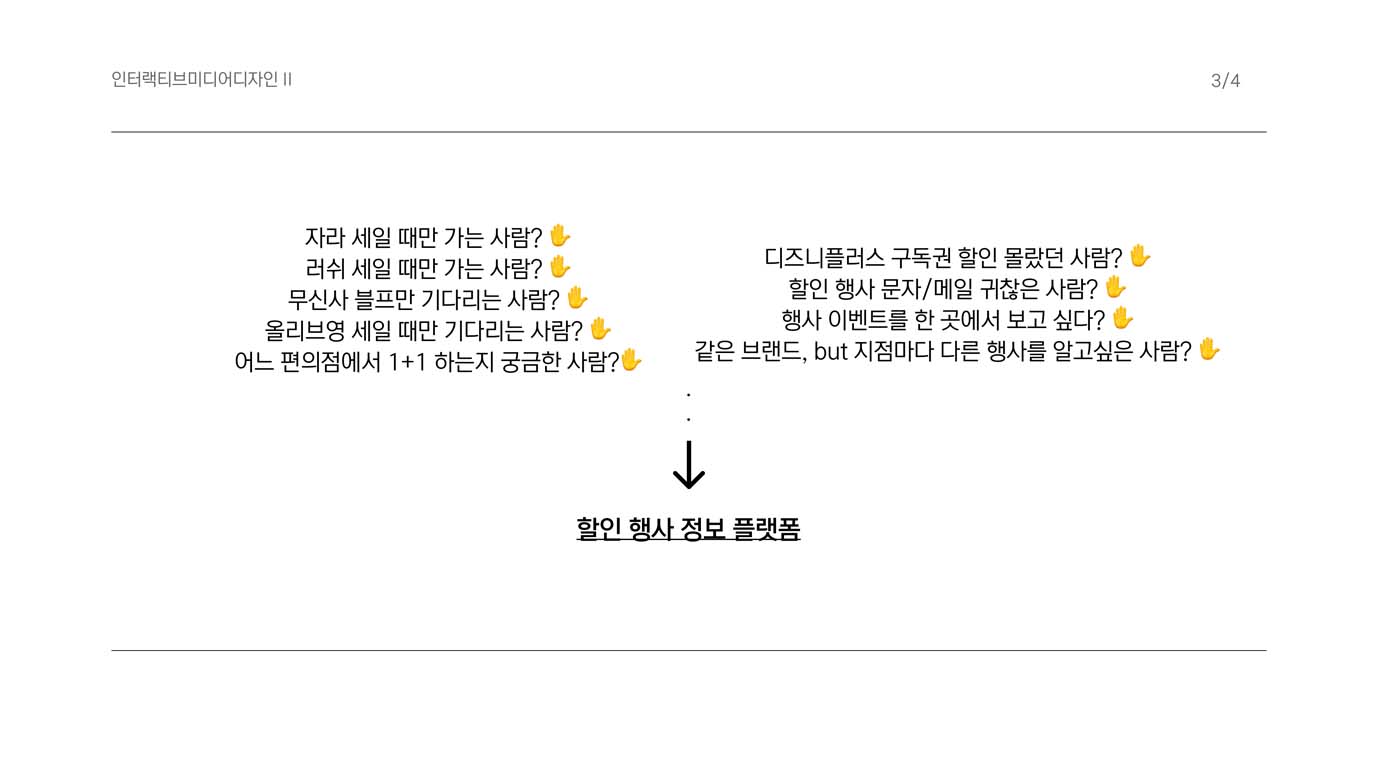 인터랙티브미디어디자인 II
3/4
자라 세일 때만 가는 사람? ✋
러쉬 세일 때만 가는 사람? ✋
무신사 블프만 기다리는 사람? ✋
올리브영 세일 때만 기다리는 사람? ✋
어느 편의점에서 1+1 하는지 궁금한 사람?✋
디즈니플러스 구독권 할인 몰랐던 사람? ✋
할인 행사 문자/메일 귀찮은 사람? ✋
행사 이벤트를 한 곳에서 보고 싶다? ✋
같은 브랜드, but 지점마다 다른 행사를 알고싶은 사람? ✋
.
.
↓
할인 행사 정보 플랫폼